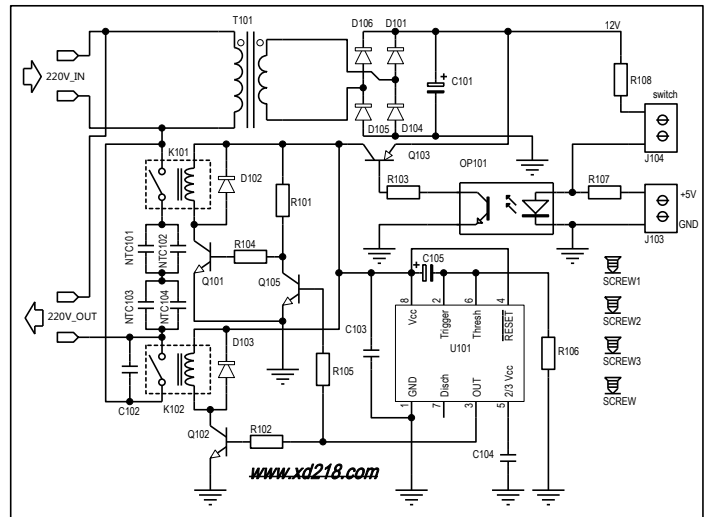 T101
D106 D101
12V
220V_IN
C101
R108
switch
D105 D104
Q103
J104
K101
D102
R101
R103
OP101
R107
+5V
GND
J103
NTC101
NTC102
R104
Q101
Q105
C105
SCREW1
NTC103
NTC104
220V_OUT
8
2
6
4
Vcc
Trigger
Thresh
RESET
SCREW2
D103
C103
U101
R106
SCREW3
R105
C102
K102
GND
Disch
OUT
2/3 Vcc
1
7
3
5
SCREW
Q102
R102
C104
www.xd218.com